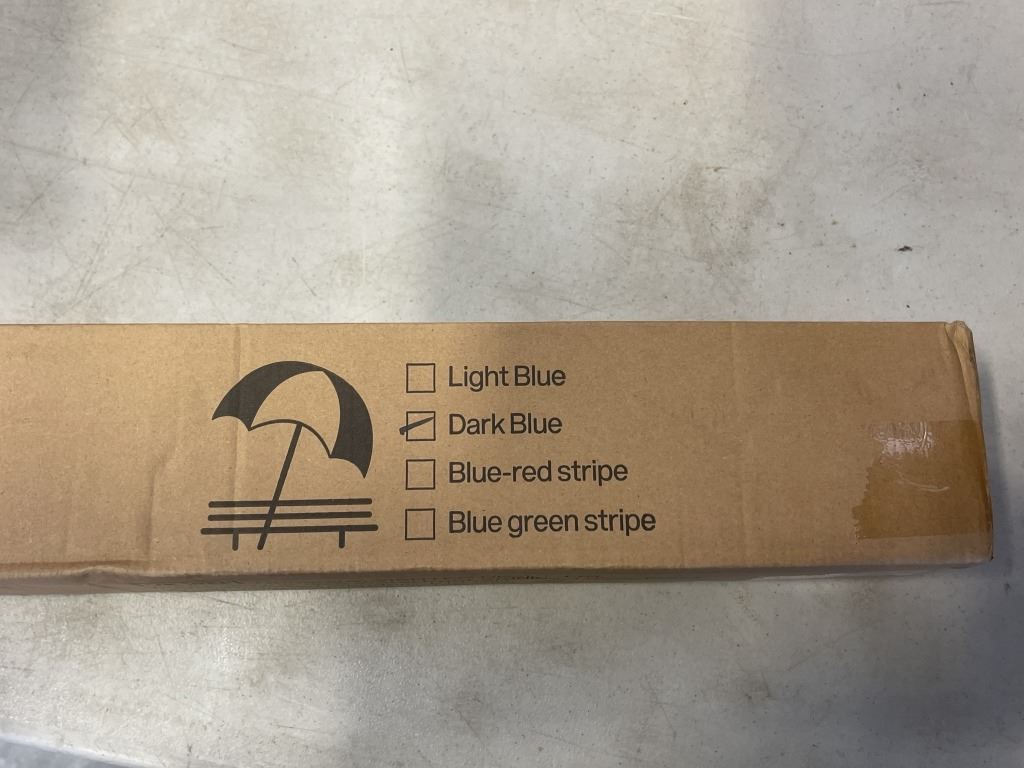 Light Blue
Dark Blue
Blue-red stripe
Blue green stripe